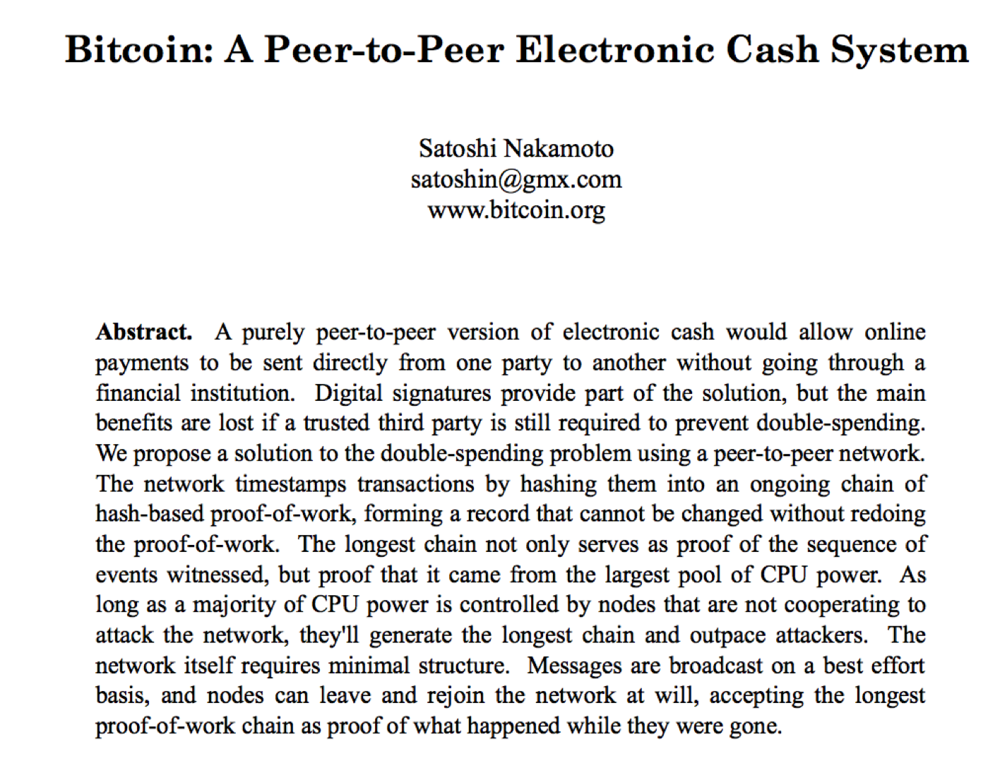 Bitcoin: A Peer-to-Peer Electronic Cash System
Satoshi Nakamoto
satoshin@gmx.com
www.bitcoin.org
Abstract. A purely peer-to-peer version of electronic cash would allow online
payments to be sent directly from one party to another without going through a
financial institution. Digital signatures provide part of the solution, but the main
benefits are lost if a trusted third party is still required to prevent double-spending.
We propose a solution to the double-spending problem using a peer-to-peer network.
The network timestamps transactions by hashing them into an ongoing chain of
hash-based proof-of-work, forming a record that cannot be changed without redoing
the proof-of-work. The longest chain not only serves as proof of the sequence of
events witnessed, but proof that it came from the largest pool of CPU power. As
long as a majority of CPU power is controlled by nodes that are not cooperating to
attack the network, they'll generate the longest chain and outpace attackers. The
network itself requires minimal structure. Messages are broadcast on a best effort
basis, and nodes can leave and rejoin the network at will, accepting the longest
proof-of-work chain as proof of what happened while they were gone.